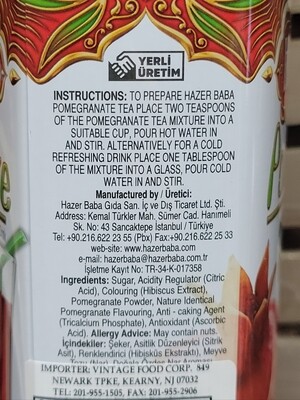 YERLİ
ÜRETİM
INSTRUCTIONS: TO PREPARE HAZER BABA
POMEGRANATE TEA PLACE TWO TEASPOONS
OF THE POMEGRANATE TEA MIXTURE INTO A
SUITABLE CUP, POUR HOT WATER IN
AND STIR. ALTERNATIVELY FOR A COLD
REFRESHING DRINK PLACE ONE TABLESPOON
OF THE MIXTURE INTO A GLASS, POUR COLD
WATER IN AND STIR.
Manufactured by / Üretici:
Hazer Baba Gıda San. İç ve Dış Ticaret Ltd. Şti.
Address: Kemal Türkler Mah. Sümer Cad. Hanımeli
Sk. No: 43 Sancaktepe İstanbul / Türkiye
Tel: +90.216 622 23 55 (Pbx) Fax:+90.216 622 25 33
web-site: www.hazerbaba.com
e-mail: hazerbaba@hazerbaba.com.tr
İşletme Kayıt No: TR-34-K-017358
Ingredients: Sugar, Acidity Regulator (Citric
Acid), Colouring (Hibiscus Extract),
Pomegranate Powder, Nature Identical
Pomegranate Flavouring, Anti - caking Agent
(Tricalcium Phosphate), Antioxidant (Ascorbic
Acid). Allergy Advice: May contain nuts.
İçindekiler: Şeker, Asitlik Düzenleyici (Sitrik
Asit), Renklendirici (Hibiskus Ekstraktı), Meyve
IMPORTER: VINTAGE FOOD CORP. 849
NEWARK TPKE, KEARNY, NJ 07032
TEL: 201-955-1505, FAX: 201-955-2906